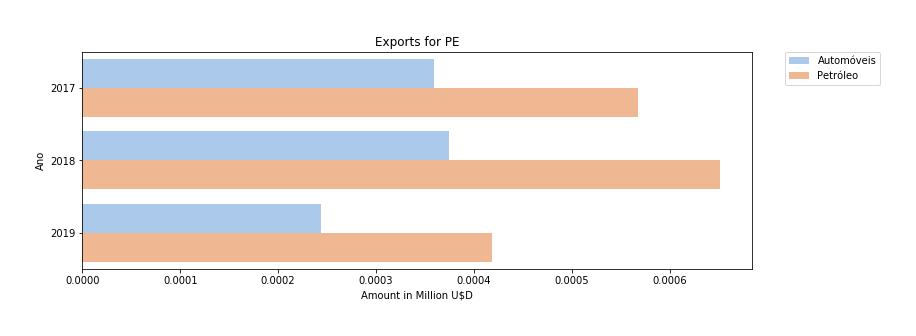 Exports for PE
Automóveis
Petróleo
2017
2018
2019
Ano
0.0000 0.0001 0.0002 0.0003 0.0004 0.0005 0.0006
Amount in Million U$D